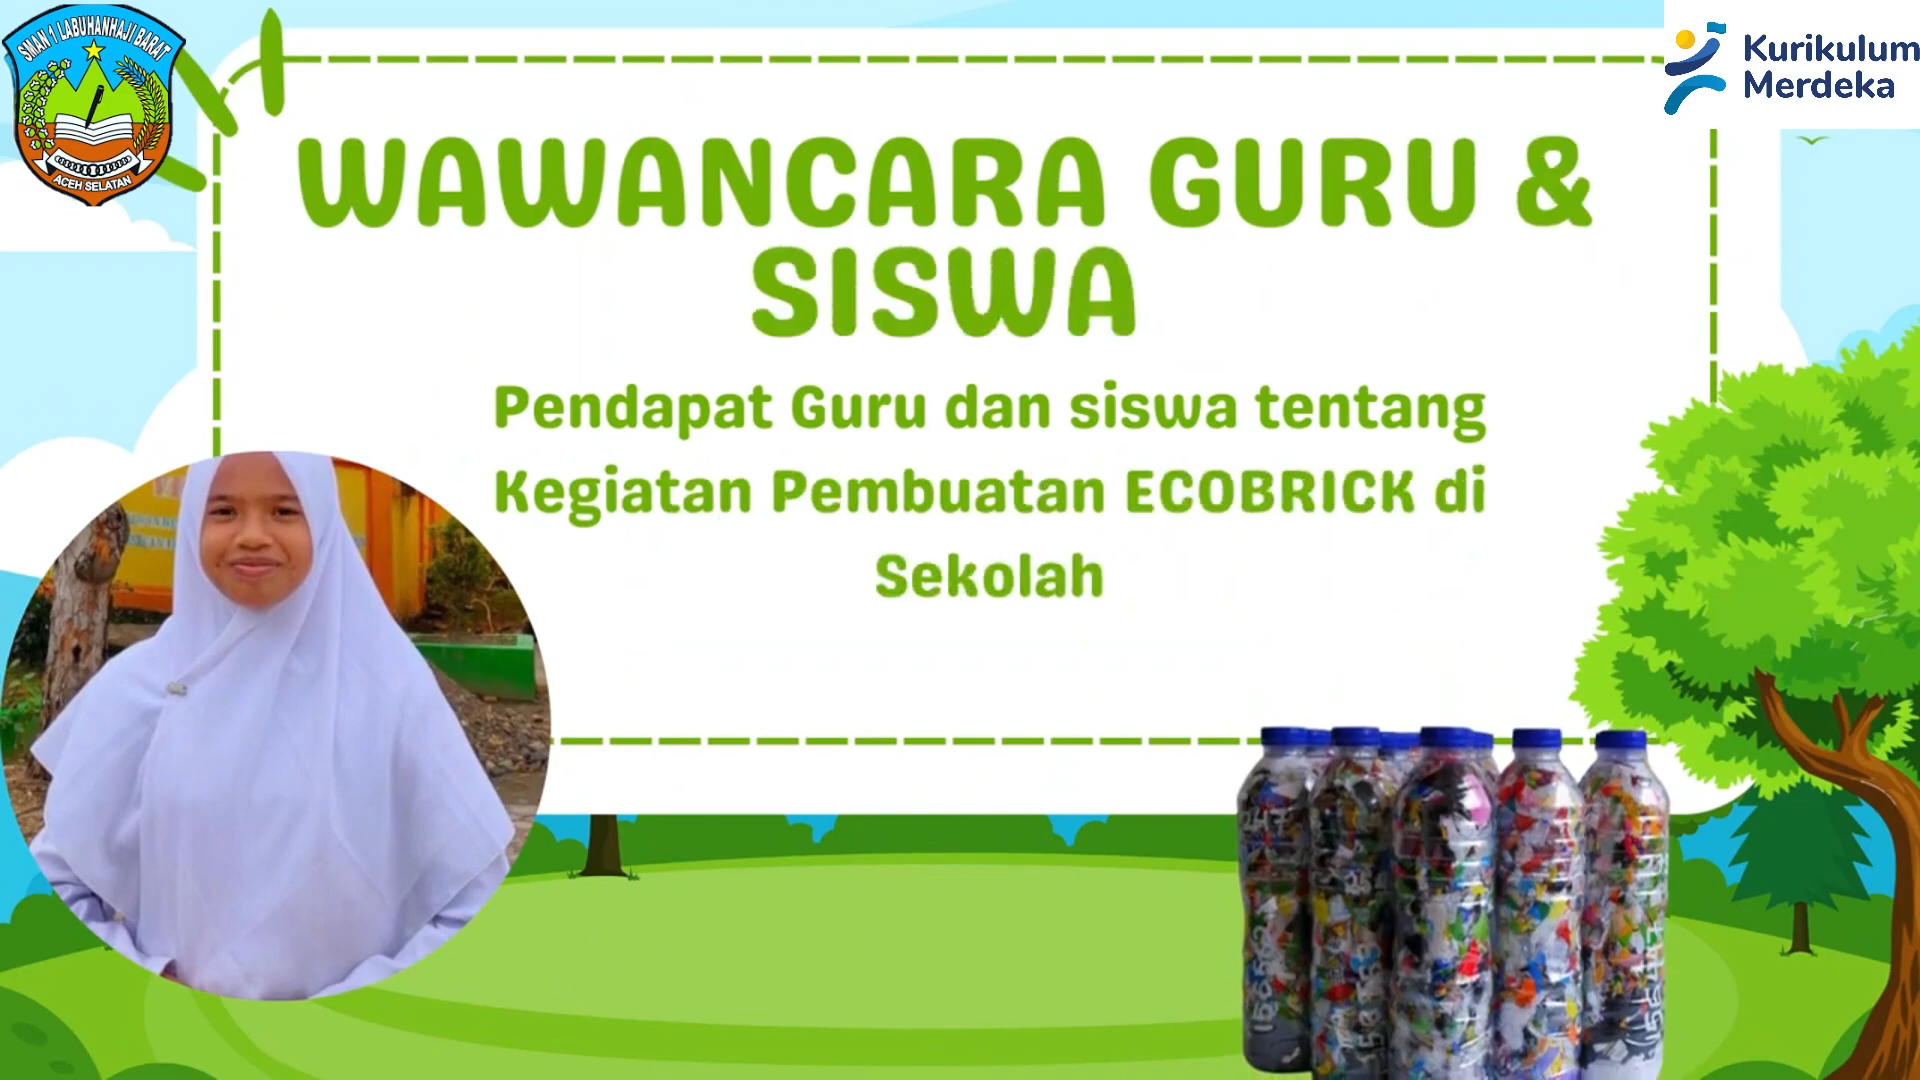 SMAN 1 LABUHANHAJI BARAT
ACEH SELATAN
Kurikulum
Merdeka
WAWANCARA GURU &
SISWA
Pendapat Guru dan siswa tentang
Kegiatan Pembuatan ECOBRICK di
Sekolah